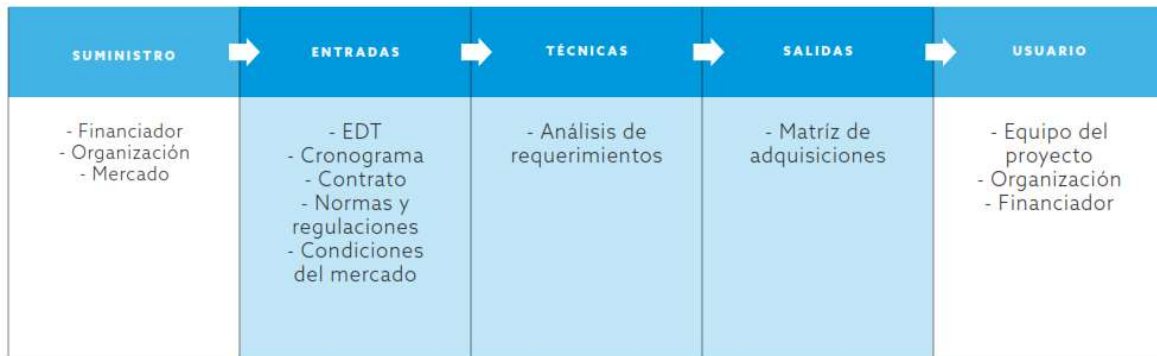 SUMINISTRO
ENTRADAS
TÉCNICAS
SALIDAS
USUARIO
- Financiador
- Organización
- Mercado
- EDT
- Cronograma
- Contrato
- Normas y
regulaciones
- Condiciones
del mercado
- Análisis de
requerimientos
- Matríz de
adquisiciones
- Equipo del
proyecto
- Organización
- Financiador